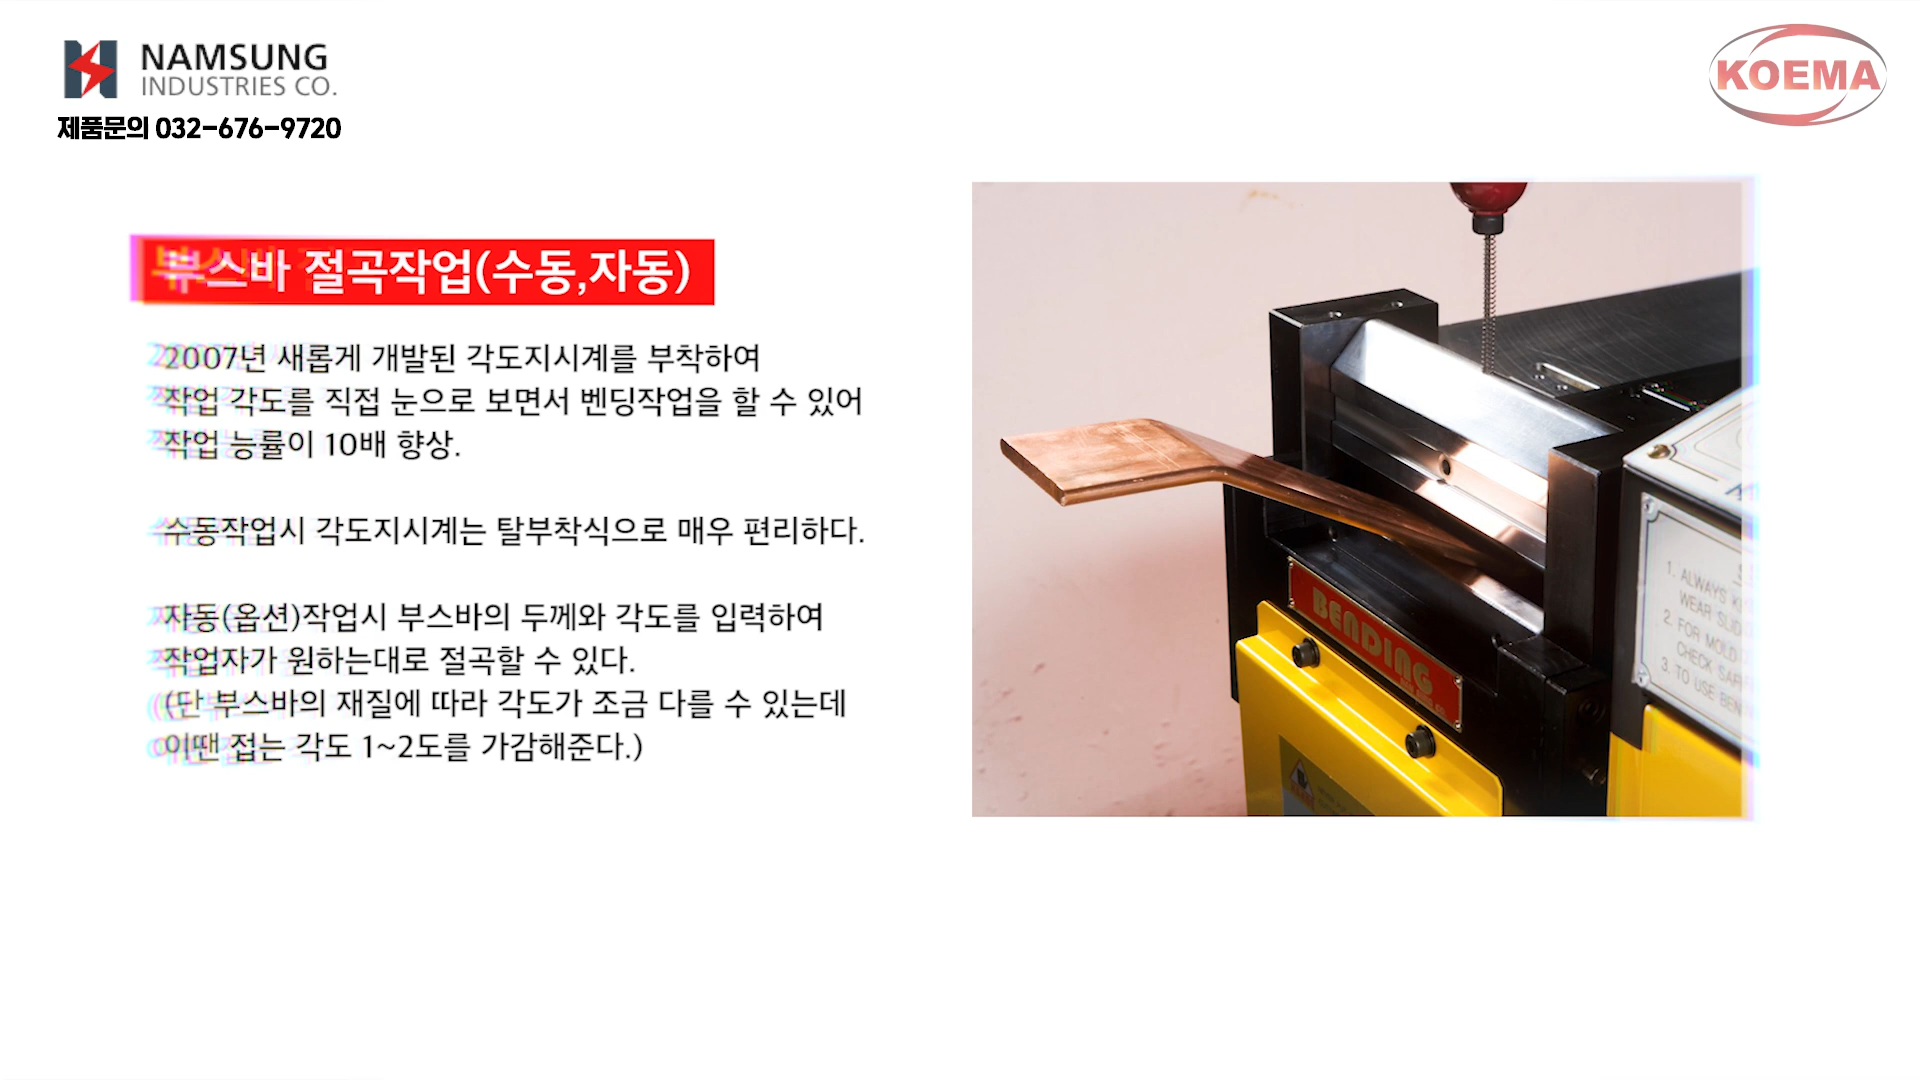 NAMSUNG
INDUSTRIES CO.
제품문의 032-676-9720
KOEMA
부스바 절곡작업(수동,자동)
2007년 새롭게 개발된 각도지시계를 부착하여
작업 각도를 직접 눈으로 보면서 벤딩작업을 할 수 있어
작업 능률이 10배 향상.
수동작업시 각도지시계는 탈부착식으로 매우 편리하다.
자동(옵션)작업시 부스바의 두께와 각도를 입력하여
작업자가 원하는대로 절곡할 수 있다.
(단 부스바의 재질에 따라 각도가 조금 다를 수 있는데
이땐 접는 각도 1~2도를 가감해준다.)
BENDING
1. ALWAYS
WEAR
2. FOR MOLD
CHECK
3. TO USE